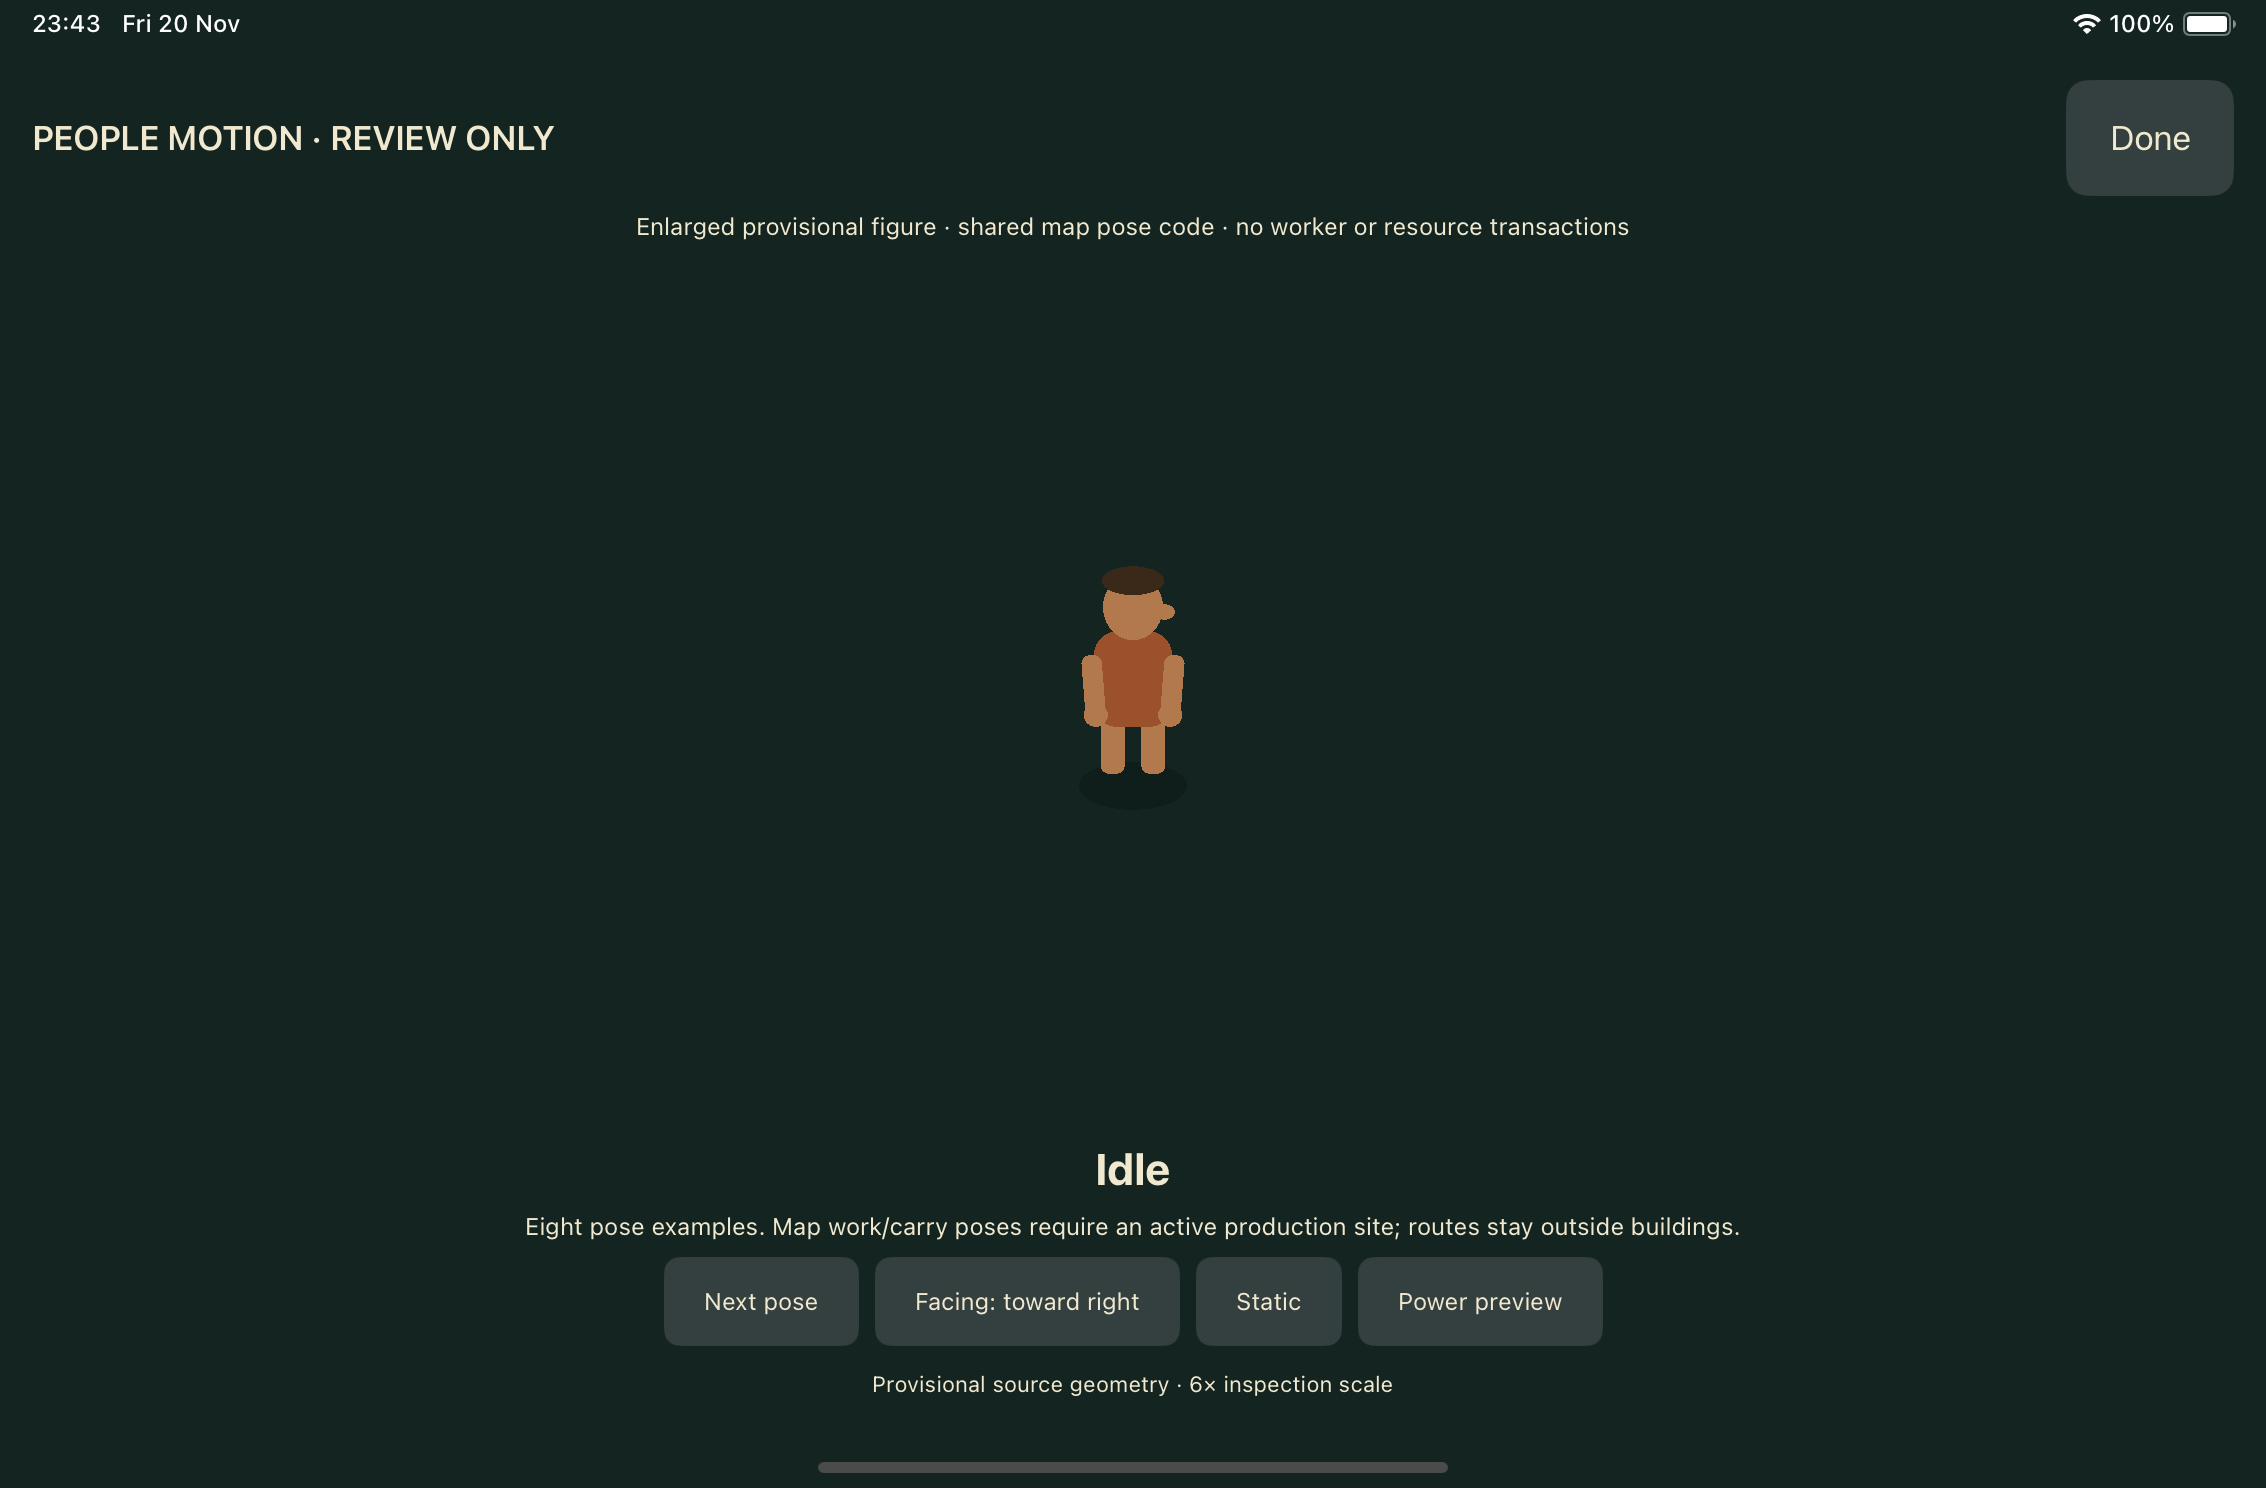 23:43 Fri 20 Nov 100%
PEOPLE MOTION · REVIEW ONLY
Done
Enlarged provisional figure · shared map pose code · no worker or resource transactions
Idle
Eight pose examples. Map work/carry poses require an active production site; routes stay outside buildings.
Next pose
Facing: toward right
Static
Power preview
Provisional source geometry · 6× inspection scale